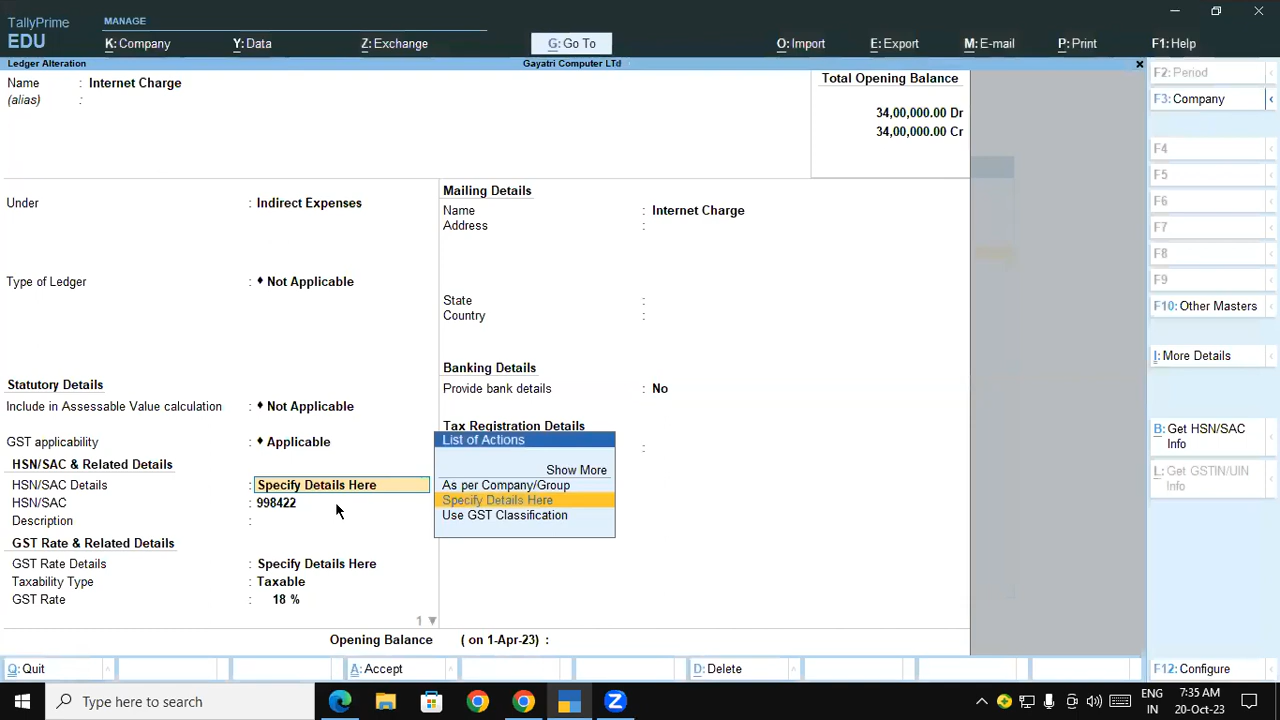 TallyPrime
EDU
MANAGE
K: Company
Y: Data
Z: Exchange
G: Go To
O: Import
E: Export
M: E-mail
P: Print
F1: Help
Ledger Alteration
Gayatri Computer LTd
Name : Internet Charge
(alias) :
Total Opening Balance
34,00,000.00 Dr
34,00,000.00 Cr
Under : Indirect Expenses
Type of Ledger : ♦ Not Applicable
Statutory Details
Include in Assessable Value calculation : ♦ Not Applicable
GST applicability : ♦ Applicable
HSN/SAC & Related Details
HSN/SAC Details : Specify Details Here
HSN/SAC : 998422
Description :
GST Rate & Related Details
GST Rate Details : Specify Details Here
Taxability Type : Taxable
GST Rate : 18 %
1 ▼
Mailing Details
Name : Internet Charge
Address :
State :
Country :
Banking Details
Provide bank details : No
Tax Registration Details
:
List of Actions
Show More
As per Company/Group
Specify Details Here
Use GST Classification
Opening Balance ( on 1-Apr-23) :
F2: Period
F3: Company
F4
F5
F6
F7
F8
F9
F10: Other Masters
I: More Details
B: Get HSN/SAC
Info
L: Get GSTIN/UIN
Info
Q: Quit
A: Accept
D: Delete
F12: Configure
Type here to search
ENG
IN
7:35 AM
20-Oct-23